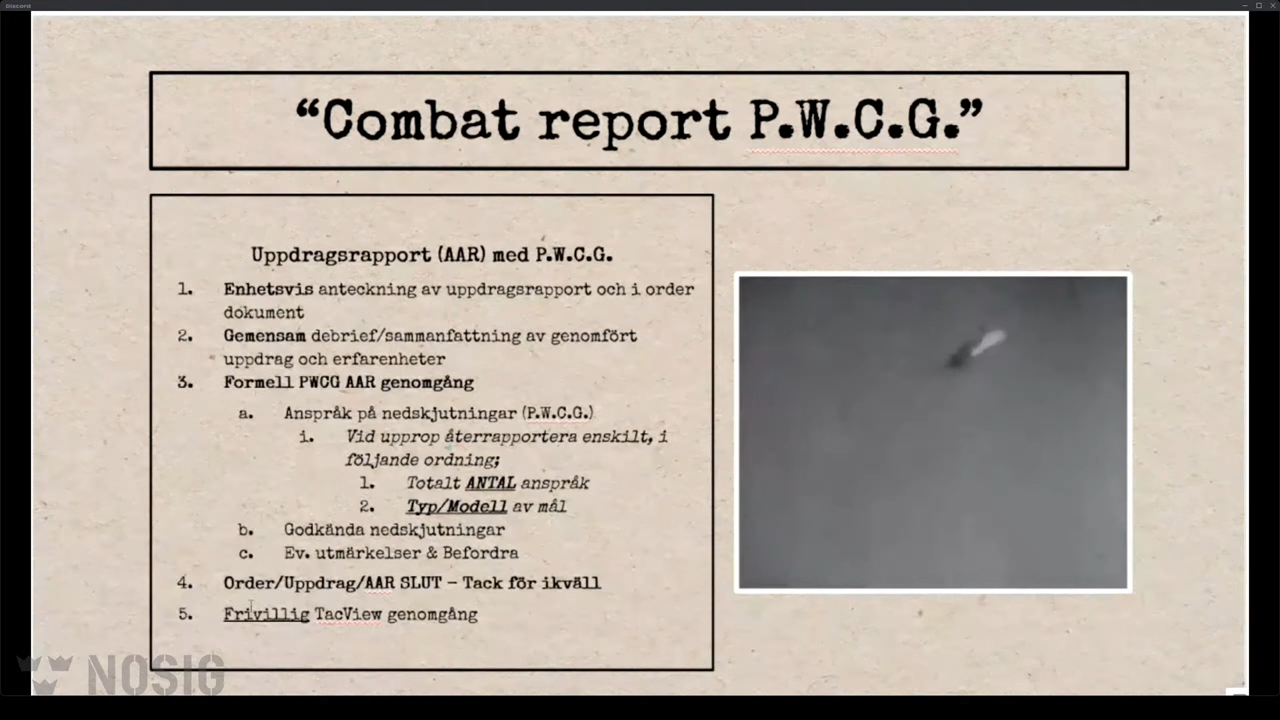 Discord
“Combat report P.W.C.G.”
Uppdragsrapport (AAR) med P.W.C.G.
1. Enhetsvis anteckning av uppdragsrapport och i order
dokument
2. Gemensam debrief/sammanfattning av genomfört
uppdrag och erfarenheter
3. Formell PWCG AAR genomgång
a. Anspråk på nedskjutningar (P.W.C.G.)
i. Vid upprop återrapportera enskilt, i
följande ordning;
1. Totalt ANTAL anspråk
2. Typ/Modell av mål
b. Godkända nedskjutningar
c. Ev. utmärkelser & Befordra
4. Order/Uppdrag/AAR SLUT – Tack för ikväll
5. Frivillig TacView genomgång
NOSIG